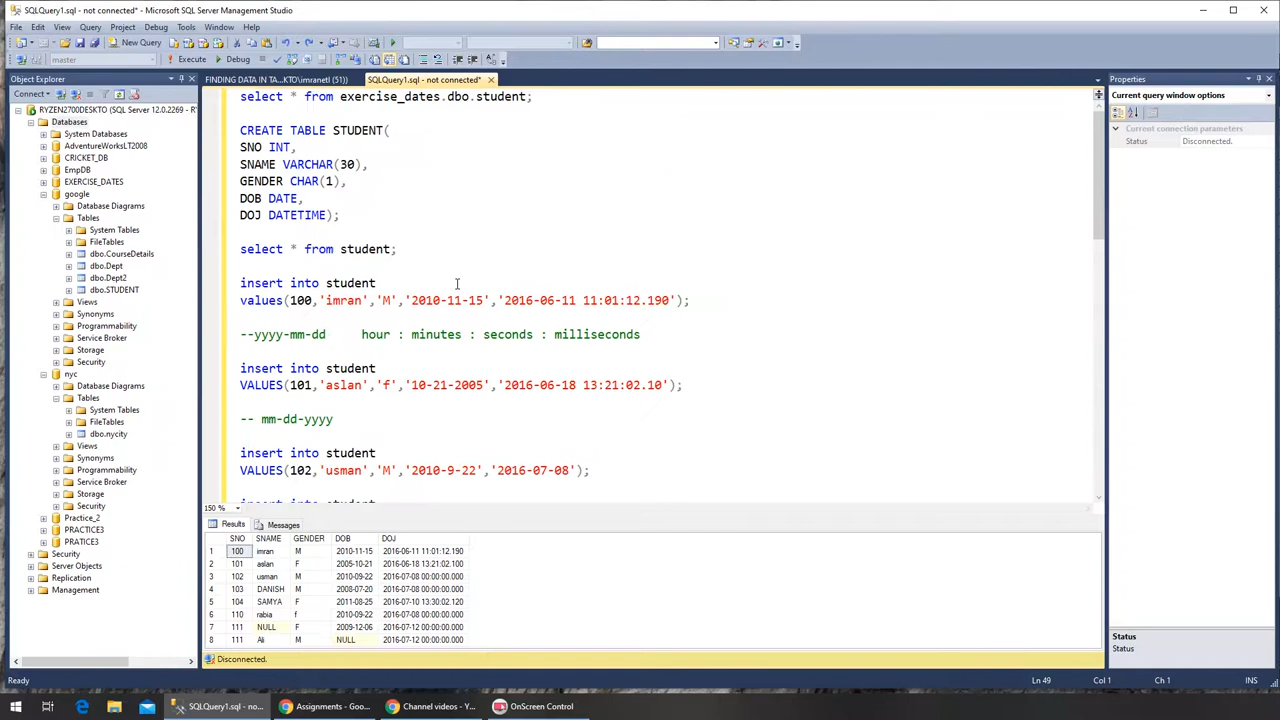 SQLQuery1.sql - not connected* - Microsoft SQL Server Management Studio
File Edit View Query Project Debug Tools Window Help
New Query
master Execute Debug
Object Explorer
FINDING DATA IN TA...KTO\imranetl (51))
SQLQuery1.sql - not connected*
Properties
Connect
Current query window options
RYZEN2700DESKTO (SQL Server 12.0.2269 - RY
Databases
System Databases
AdventureWorksLT2008
CRICKET_DB
EmpDB
EXERCISE_DATES
google
Database Diagrams
Tables
System Tables
FileTables
dbo.CourseDetails
dbo.Dept
dbo.Dept2
dbo.STUDENT
Views
Synonyms
Programmability
Service Broker
Storage
Security
nyc
Database Diagrams
Tables
System Tables
FileTables
dbo.nycity
Views
Synonyms
Programmability
Service Broker
Storage
Security
Practice_2
PRACTICE3
PRATICE3
Security
Server Objects
Replication
Management
select * from exercise_dates.dbo.student;
CREATE TABLE STUDENT(
SNO INT,
SNAME VARCHAR(30),
GENDER CHAR(1),
DOB DATE,
DOJ DATETIME);
select * from student;
insert into student
values(100,'imran','M','2010-11-15','2016-06-11 11:01:12.190');
--yyyy-mm-dd hour : minutes : seconds : milliseconds
insert into student
VALUES(101,'aslan','f','10-21-2005','2016-06-18 13:21:02.10');
-- mm-dd-yyyy
insert into student
VALUES(102,'usman','M','2010-9-22','2016-07-08');
insert into student
150 %
Results Messages
SNO SNAME GENDER DOB DOJ
1 100 imran M 2010-11-15 2016-06-11 11:01:12.190
2 101 aslan F 2005-10-21 2016-06-18 13:21:02.100
3 102 usman M 2010-09-22 2016-07-08 00:00:00.000
4 103 DANISH M 2008-07-20 2016-07-08 00:00:00.000
5 104 SAMYA F 2011-08-25 2016-07-10 13:30:02.120
6 110 rabia f 2010-09-22 2016-07-08 00:00:00.000
7 111 NULL F 2009-12-06 2016-07-12 00:00:00.000
8 111 Ali M NULL 2016-07-12 00:00:00.000
Disconnected.
Current connection parameters
Status Disconnected.
Status
Status
Ready
Ln 49 Col 1 Ch 1 INS
SQLQuery1.sql - no...
Assignments - Goo...
Channel videos - Y...
OnScreen Control